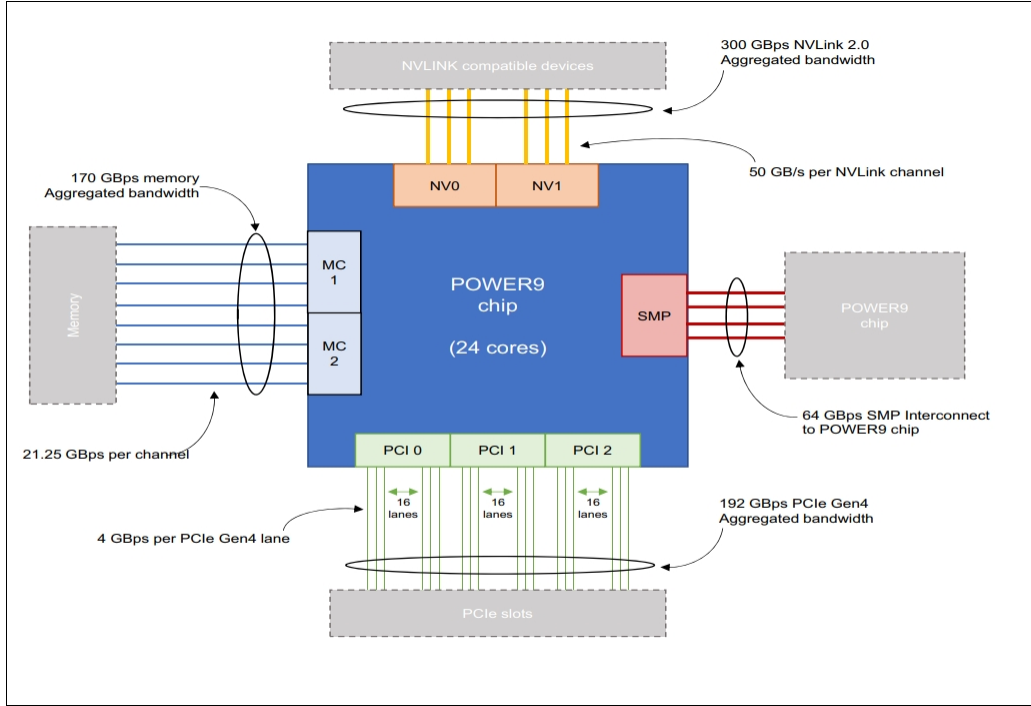 NVLINK compatible devices
300 GBps NVLink 2.0
Aggregated bandwidth
50 GB/s per NVLink channel
170 GBps memory
Aggregated bandwidth
NV0
NV1
Memory
MC
1
MC
2
POWER9
chip
(24 cores)
SMP
POWER9
chip
64 GBps SMP Interconnect
to POWER9 chip
21.25 GBps per channel
PCI 0
PCI 1
PCI 2
16
lanes
16
lanes
16
lanes
4 GBps per PCIe Gen4 lane
192 GBps PCIe Gen4
Aggregated bandwidth
PCIe slots